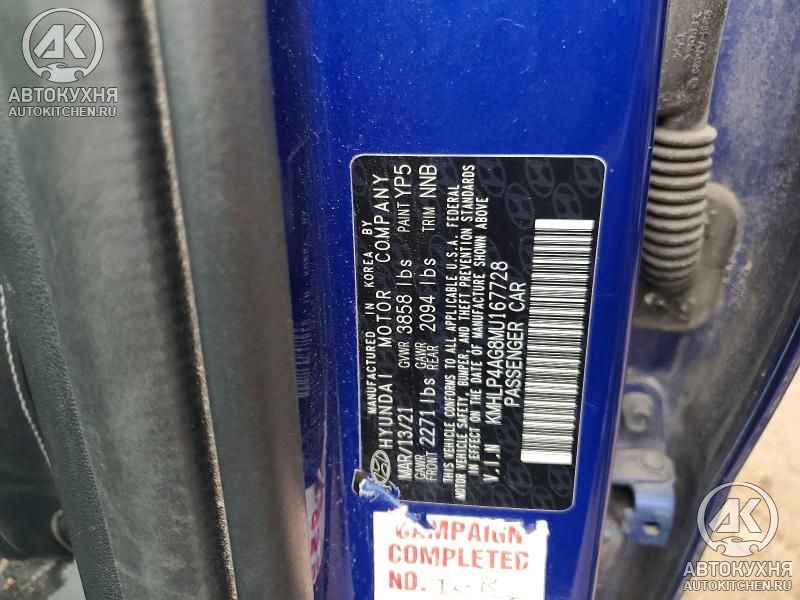 АВТОКУХНЯ
AUTOKITCHEN.RU
MANUFACTURED IN KOREA BY
HYUNDAI MOTOR COMPANY
MAR/13/21 GVWR 3858 lbs PAINT YP5
GAWR FRONT 2271 lbs GAWR REAR 2094 lbs TRIM NNB
THIS VEHICLE CONFORMS TO ALL APPLICABLE U.S.A. FEDERAL
MOTOR VEHICLE SAFETY, BUMPER, AND THEFT PREVENTION STANDARDS
IN EFFECT ON THE DATE OF MANUFACTURE SHOWN ABOVE
V.I.N KMHLP4AG8MU167728
PASSENGER CAR
CAMPAIGN
COMPLETED
NO.
АВТОКУХНЯ
AUTOKITCHEN.RU